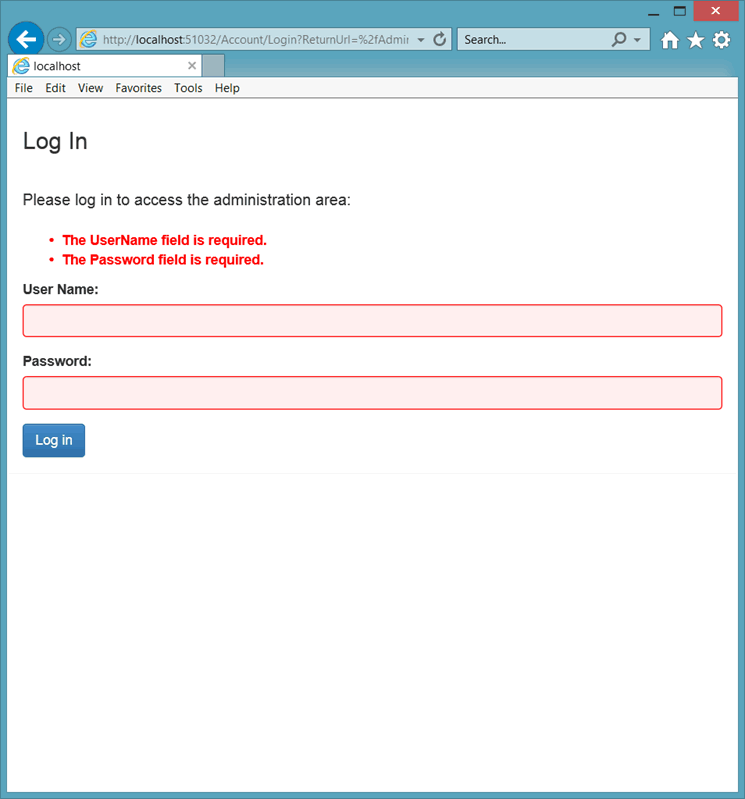 http://localhost:51032/Account/Login?ReturnUrl=%2fAdmin
Search...
localhost
File Edit View Favorites Tools Help
Log In
Please log in to access the administration area:
• The UserName field is required.
• The Password field is required.
User Name:
Password:
Log in